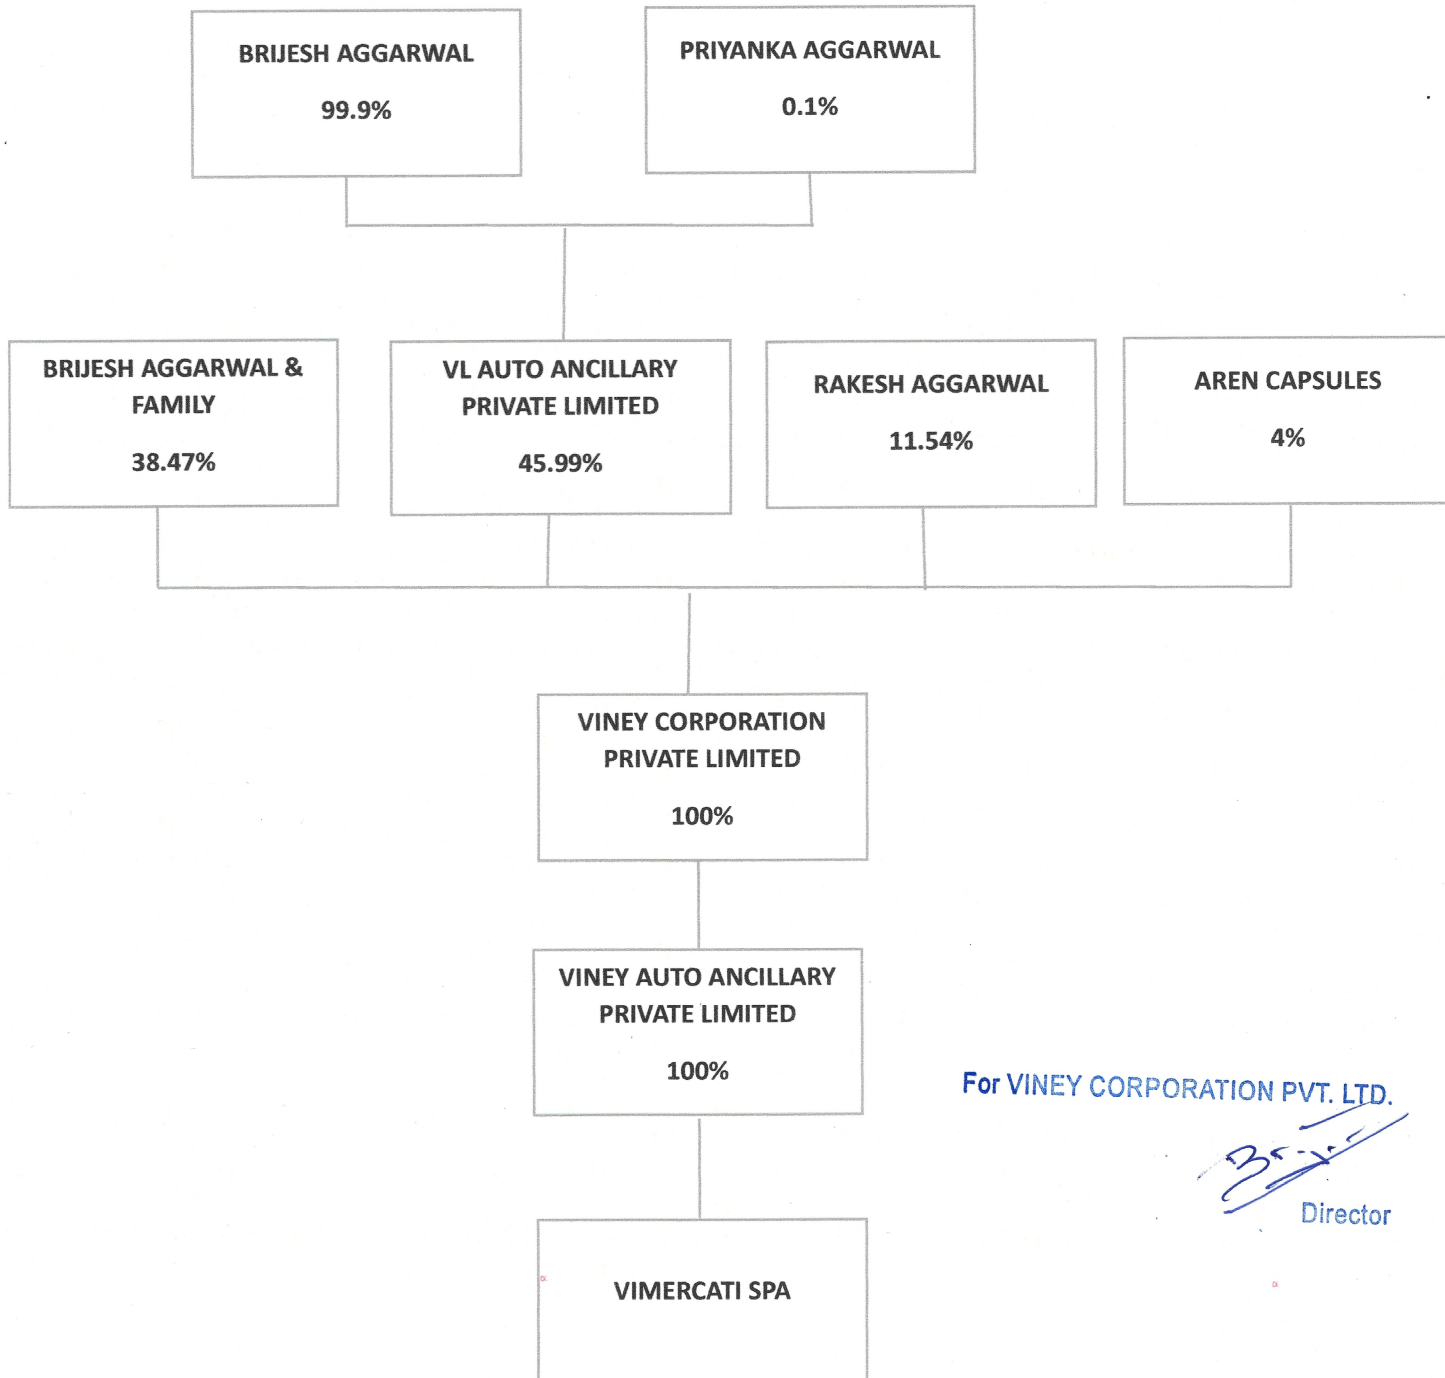 BRIJESH AGGARWAL
99.9%
PRIYANKA AGGARWAL
0.1%
BRIJESH AGGARWAL &
FAMILY
38.47%
VL AUTO ANCILLARY
PRIVATE LIMITED
45.99%
RAKESH AGGARWAL
11.54%
AREN CAPSULES
4%
VINEY CORPORATION
PRIVATE LIMITED
100%
VINEY AUTO ANCILLARY
PRIVATE LIMITED
100%
For VINEY CORPORATION PVT. LTD.
Director
VIMERCATI SPA